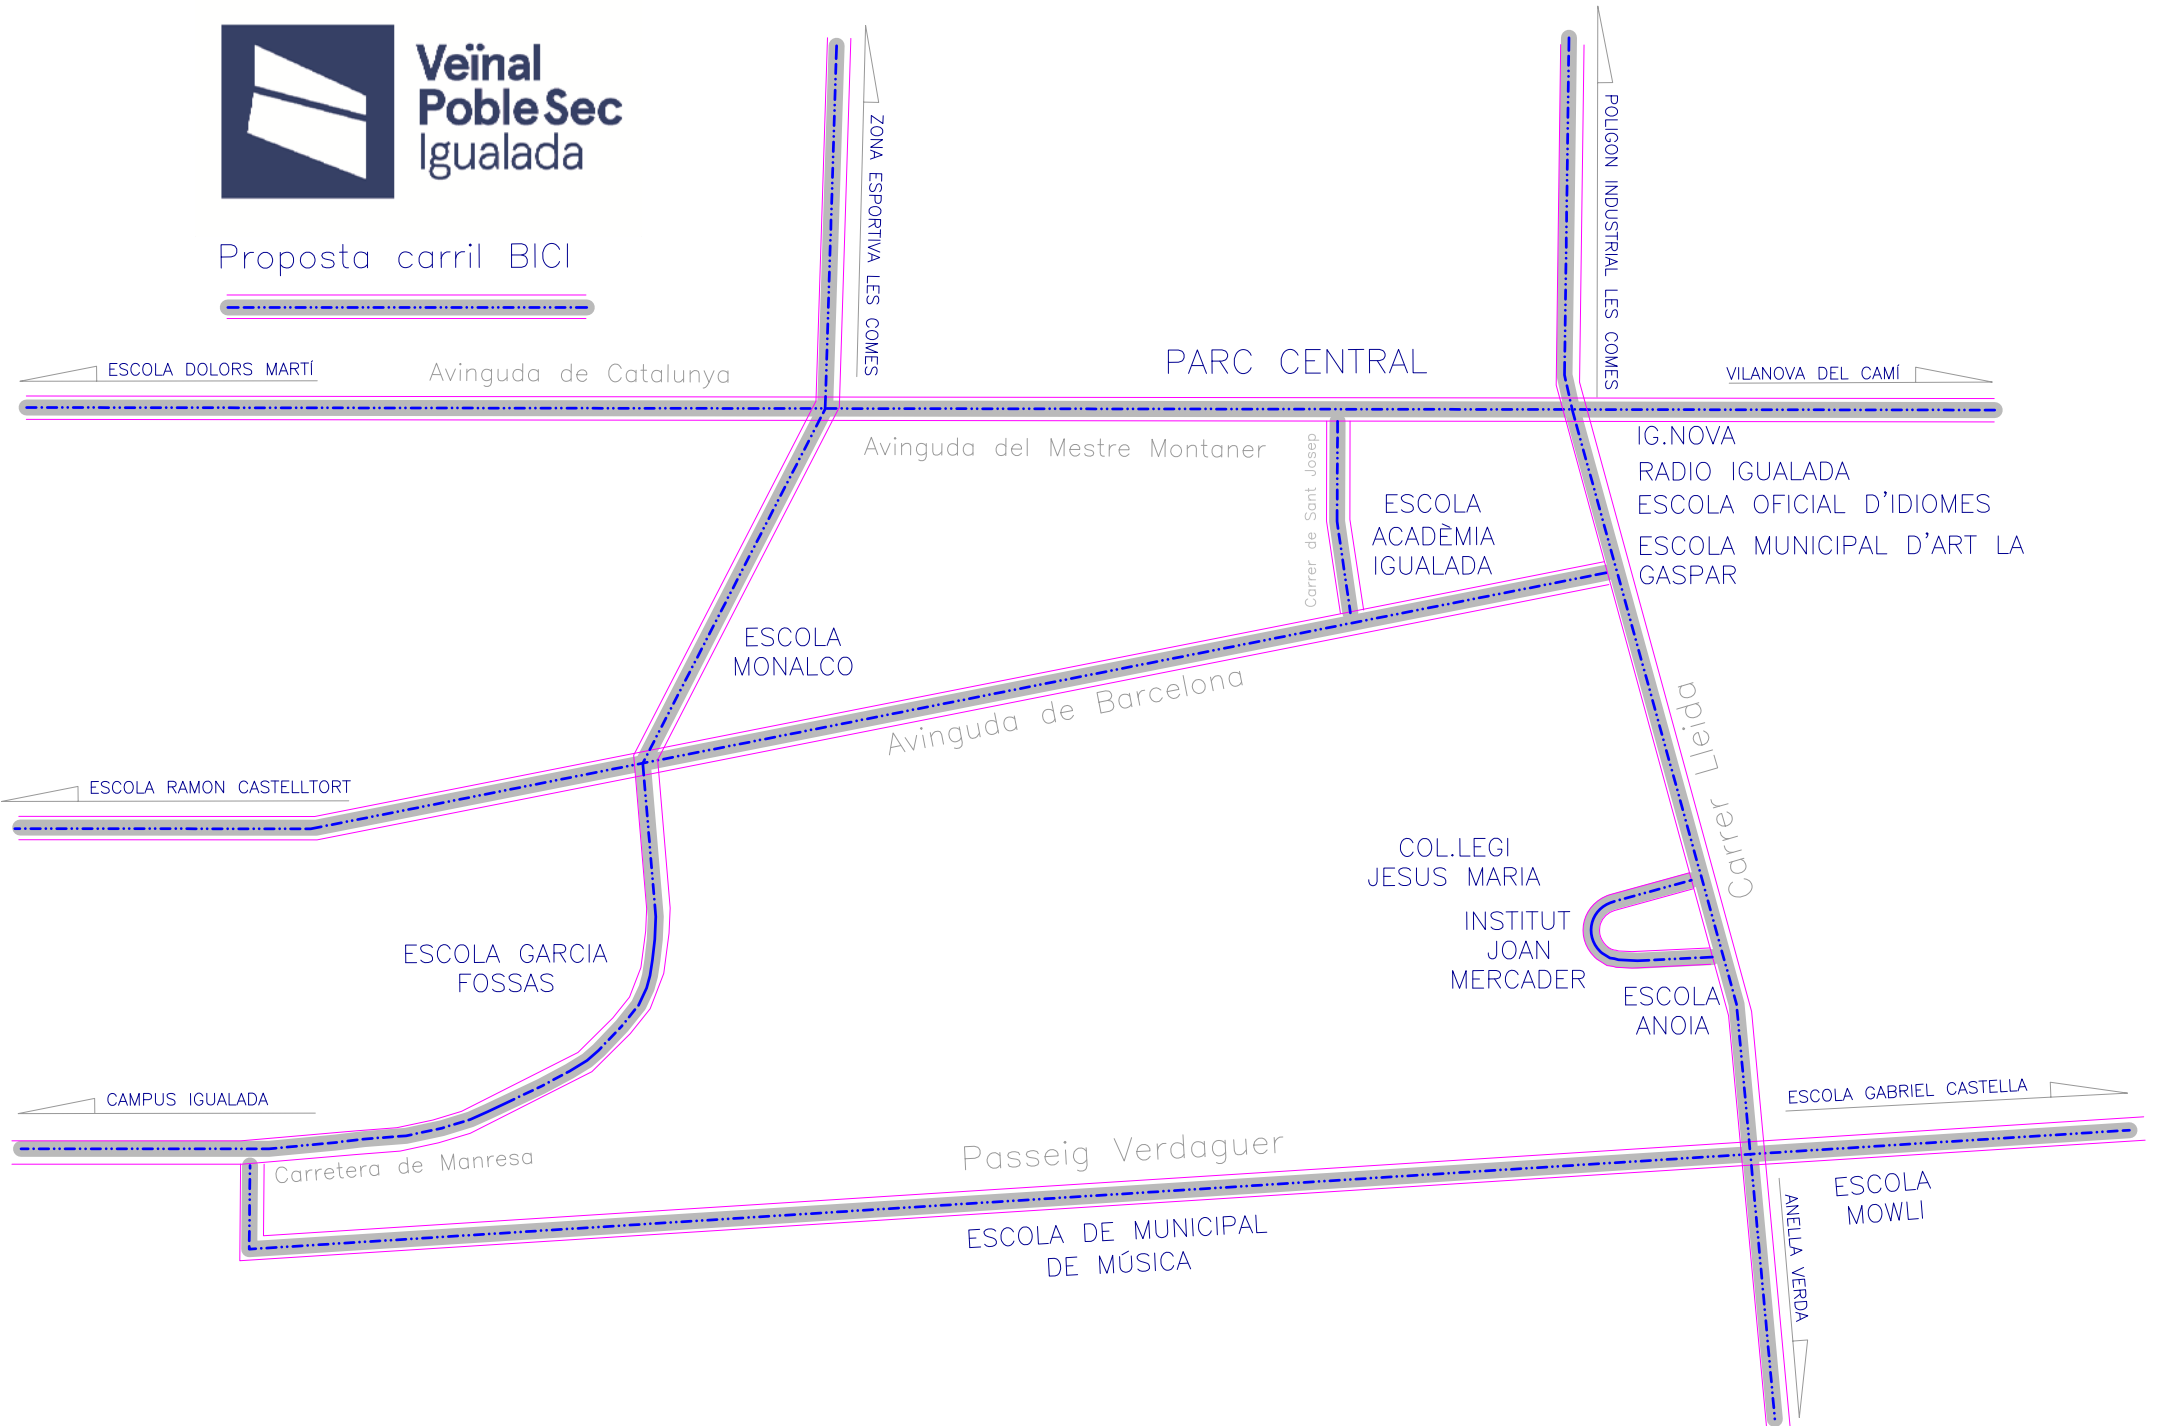 Veïnal
Poble Sec
Igualada
Proposta carril BICI
ZONA ESPORTIVA LES COMES
POLIGON INDUSTRIAL LES COMES
ESCOLA DOLORS MARTÍ
Avinguda de Catalunya
PARC CENTRAL
VILANOVA DEL CAMÍ
Avinguda del Mestre Montaner
Carrer de Sant Josep
IG.NOVA
RADIO IGUALADA
ESCOLA OFICIAL D'IDIOMES
ESCOLA MUNICIPAL D'ART LA
GASPAR
ESCOLA
ACADÈMIA
IGUALADA
ESCOLA
MONALCO
Avinguda de Barcelona
Carrer Lleida
ESCOLA RAMON CASTELLTORT
COL.LEGI
JESUS MARIA
INSTITUT
JOAN
MERCADER
ESCOLA GARCIA
FOSSAS
ESCOLA
ANOIA
CAMPUS IGUALADA
ESCOLA GABRIEL CASTELLA
Carretera de Manresa
Passeig Verdaguer
ESCOLA DE MUNICIPAL
DE MÚSICA
ESCOLA
MOWLI
ANELLA VERDA